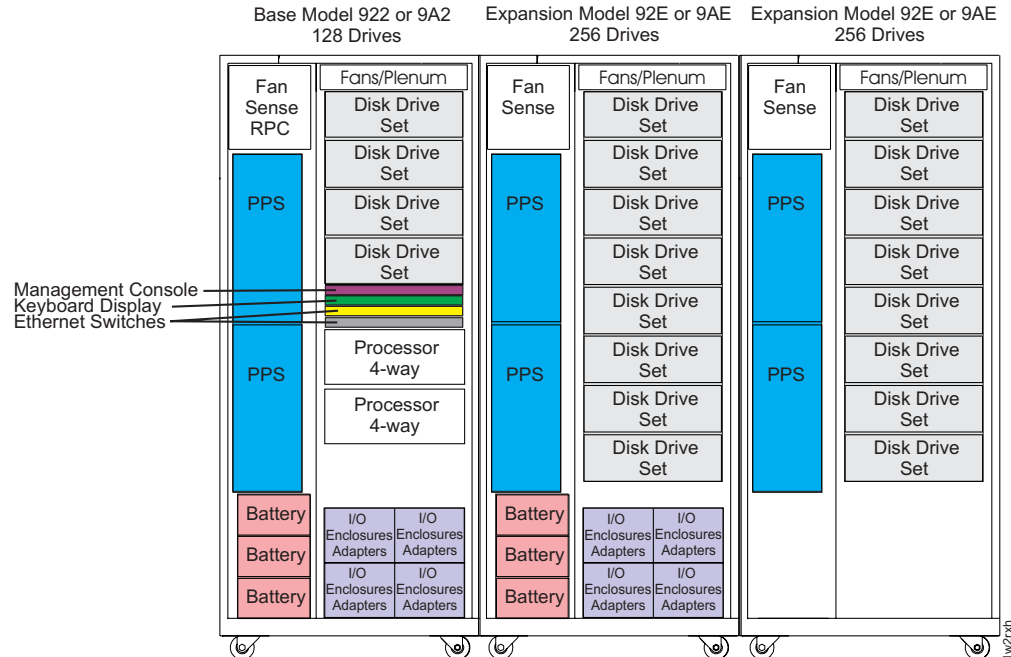 Base Model 922 or 9A2
128 Drives
Expansion Model 92E or 9AE
256 Drives
Expansion Model 92E or 9AE
256 Drives
Fan
Sense
RPC
Fans/Plenum
Disk Drive
Set
Disk Drive
Set
Disk Drive
Set
Disk Drive
Set
PPS
PPS
Management Console
Keyboard Display
Ethernet Switches
Processor
4-way
Processor
4-way
Battery
Battery
Battery
I/O
Enclosures
Adapters
I/O
Enclosures
Adapters
I/O
Enclosures
Adapters
I/O
Enclosures
Adapters
Fan
Sense
Fans/Plenum
PPS
PPS
Disk Drive
Set
Disk Drive
Set
Disk Drive
Set
Disk Drive
Set
Disk Drive
Set
Disk Drive
Set
Disk Drive
Set
Disk Drive
Set
Battery
Battery
Battery
I/O
Enclosures
Adapters
I/O
Enclosures
Adapters
I/O
Enclosures
Adapters
I/O
Enclosures
Adapters
Fan
Sense
Fans/Plenum
PPS
PPS
Disk Drive
Set
Disk Drive
Set
Disk Drive
Set
Disk Drive
Set
Disk Drive
Set
Disk Drive
Set
Disk Drive
Set
Disk Drive
Set